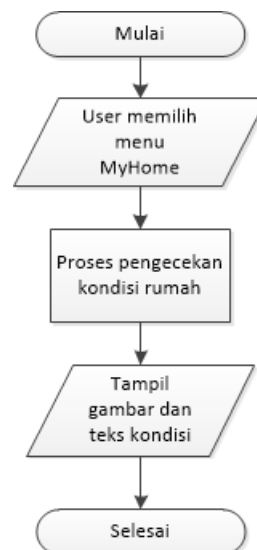 Mulai
User memilih
menu
MyHome
Proses pengecekan
kondisi rumah
Tampil
gambar dan
teks kondisi
Selesai